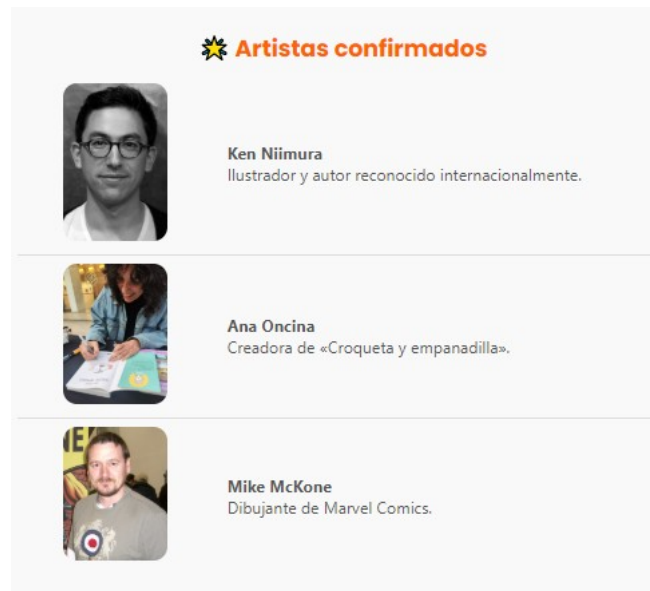 Artistas confirmados
Ken Niimura
Ilustrador y autor reconocido internacionalmente.
Ana Oncina
Creadora de «Croqueta y empanadilla».
Mike McKone
Dibujante de Marvel Comics.